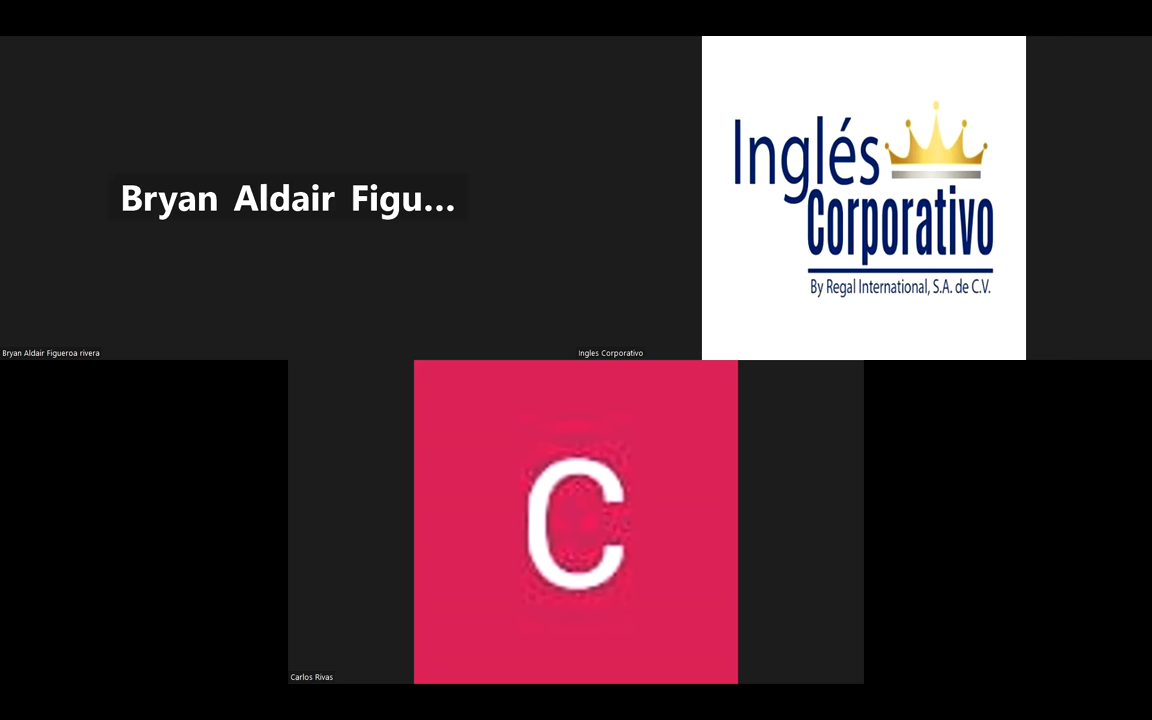 Bryan Aldair Figu...
Bryan Aldair Figueroa rivera
Inglés
Corporativo
By Regal International, S.A. de C.V.
Ingles Corporativo
C
Carlos Rivas